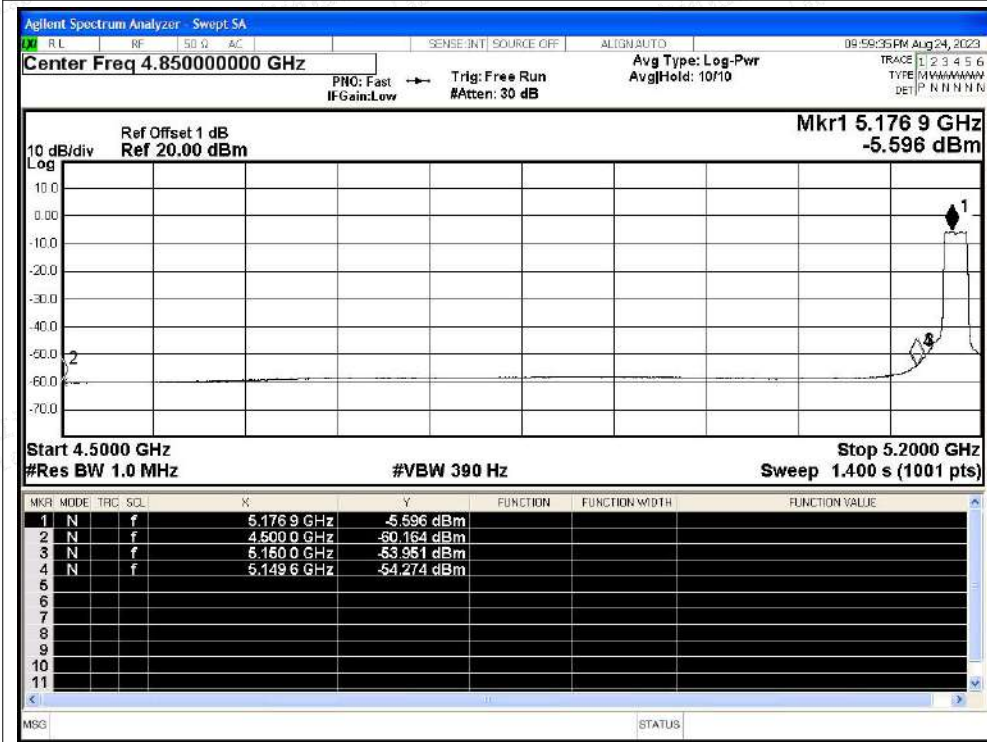 Agilent Spectrum Analyzer - Swept SA
LXI RL RF 50 Ω AC SENSE:INT SOURCE OFF ALIGN AUTO 09:59:35 PM Aug 24, 2023
Center Freq 4.850000000 GHz
PNO: Fast
IFGain:Low
Trig: Free Run
#Atten: 30 dB
Avg Type: Log-Pwr
Avg|Hold: 10/10
TRACE 1 2 3 4 5 6
TYPE M
DET P N N N N N
Mkr1 5.176 9 GHz
-5.596 dBm
Ref Offset 1 dB
10 dB/div Ref 20.00 dBm
Log
10.0
0.00
-10.0
-20.0
-30.0
-40.0
-50.0
-60.0
-70.0
1
2
Start 4.5000 GHz Stop 5.2000 GHz
#Res BW 1.0 MHz #VBW 390 Hz Sweep 1.400 s (1001 pts)
MKR MODE TRC SCL X Y FUNCTION FUNCTION WIDTH FUNCTION VALUE
1 N f 5.176 9 GHz -5.596 dBm
2 N f 4.500 0 GHz -60.164 dBm
3 N f 5.150 0 GHz -53.951 dBm
4 N f 5.149 6 GHz -54.274 dBm
5
6
7
8
9
10
11
MSG STATUS